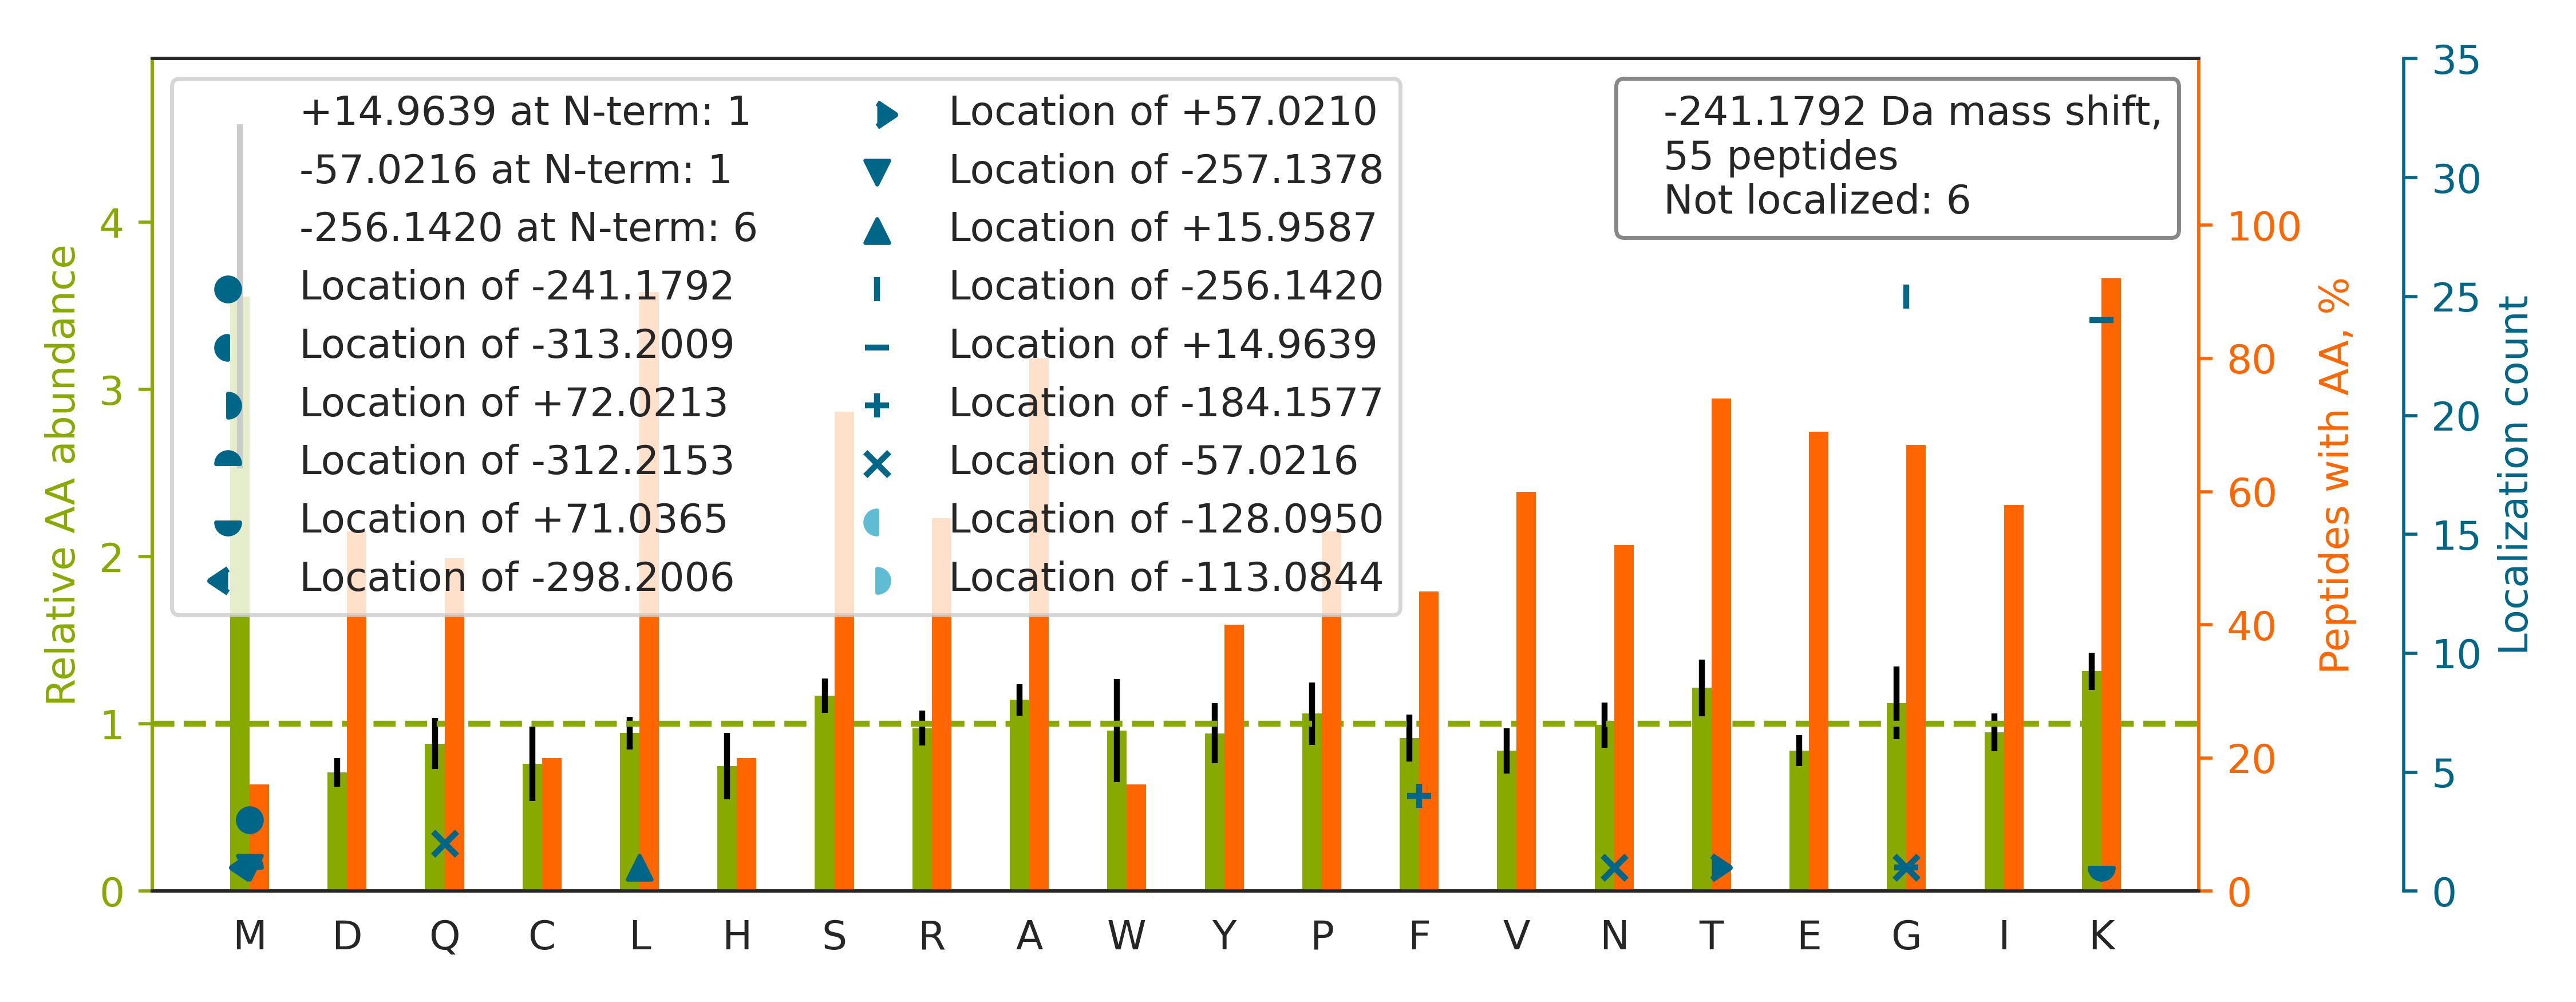 +14.9639 at N-term: 1
-57.0216 at N-term: 1
-256.1420 at N-term: 6
Location of -241.1792
Location of -313.2009
Location of +72.0213
Location of -312.2153
Location of +71.0365
Location of -298.2006
Location of +57.0210
Location of -257.1378
Location of +15.9587
Location of -256.1420
Location of +14.9639
Location of -184.1577
Location of -57.0216
Location of -128.0950
Location of -113.0844
-241.1792 Da mass shift,
55 peptides
Not localized: 6
Relative AA abundance
4
3
2
1
0
M D Q C L H S R A W Y P F V N T E G I K
100
80
60
40
20
0
Peptides with AA, %
35
30
25
20
15
10
5
0
Localization count